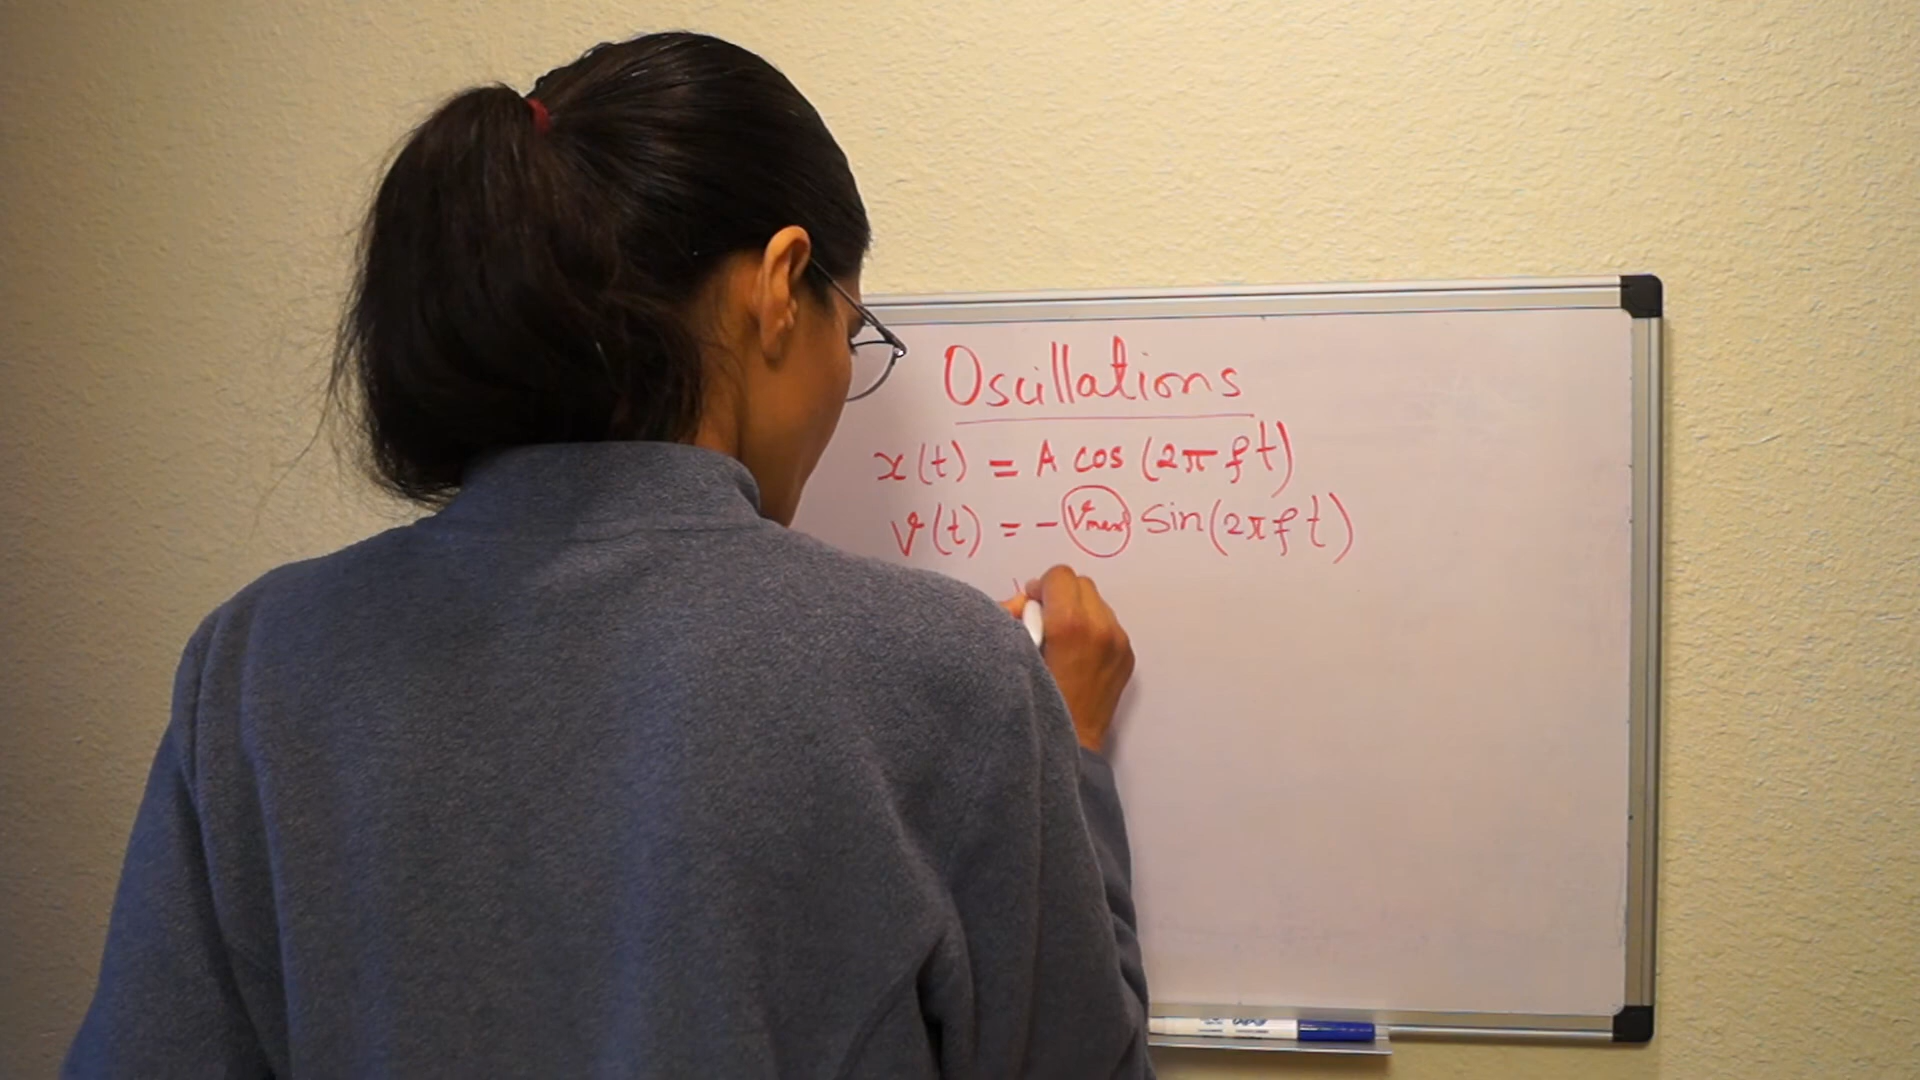 Oscillations
x(t) = A cos (2π f t)
v(t) = - Vmax sin(2π f t)